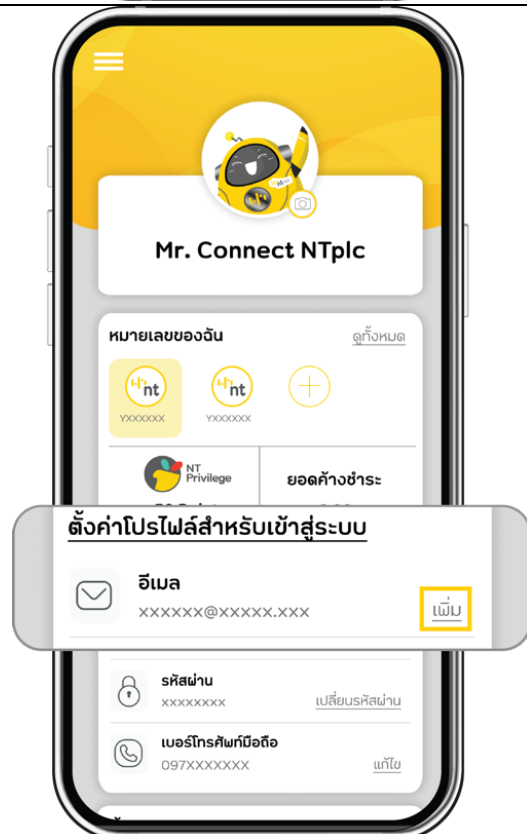 Mr. Connect NTplc
หมายเลขของฉัน
ดูทั้งหมด
nt
nt
YXXXXXX
YXXXXXX
NT
Privilege
ยอดค้างชำระ
ตั้งค่าโปรไฟล์สำหรับเข้าสู่ระบบ
อีเมล
xxxxxx@xxxxx.xxx
เพิ่ม
รหัสผ่าน
xxxxxxxx
เปลี่ยนรหัสผ่าน
เบอร์โทรศัพท์มือถือ
097XXXXXXX
แก้ไข